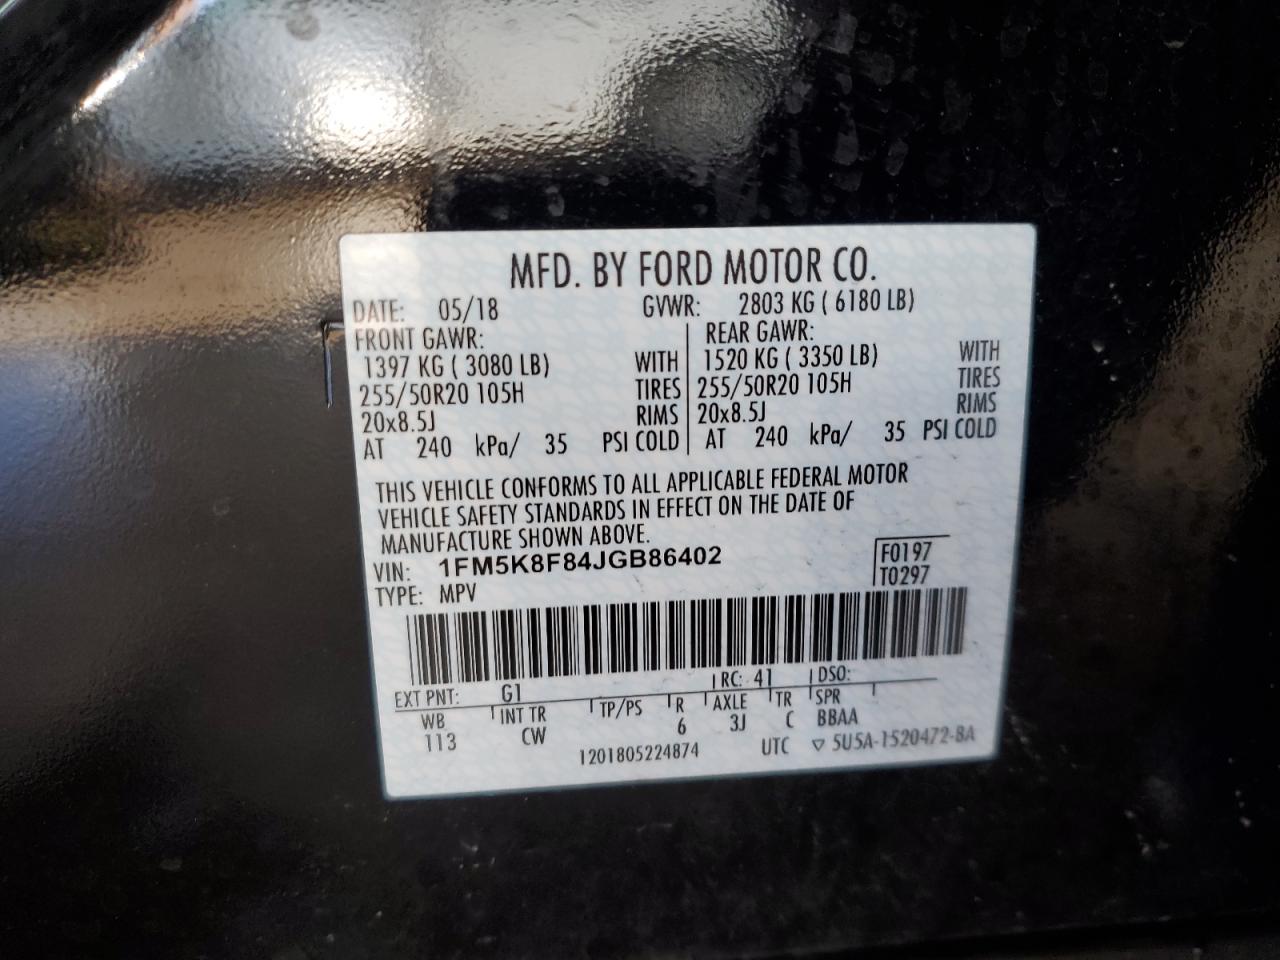 MFD. BY FORD MOTOR CO.
DATE: 05/18 GVWR: 2803 KG ( 6180 LB)
FRONT GAWR: REAR GAWR:
1397 KG ( 3080 LB) WITH 1520 KG ( 3350 LB) WITH
255/50R20 105H TIRES 255/50R20 105H TIRES
20x8.5J RIMS 20x8.5J RIMS
AT 240 kPa/ 35 PSI COLD AT 240 kPa/ 35 PSI COLD
THIS VEHICLE CONFORMS TO ALL APPLICABLE FEDERAL MOTOR
VEHICLE SAFETY STANDARDS IN EFFECT ON THE DATE OF
MANUFACTURE SHOWN ABOVE.
VIN: 1FM5K8F84JGB86402 F0197
TYPE: MPV T0297
EXT PNT: G1 RC: 41 DSO:
WB INT TR TP/PS R AXLE TR SPR
113 CW 6 3J C BBAA
1201805224874 UTC ▽ 5U5A-1520472-BA